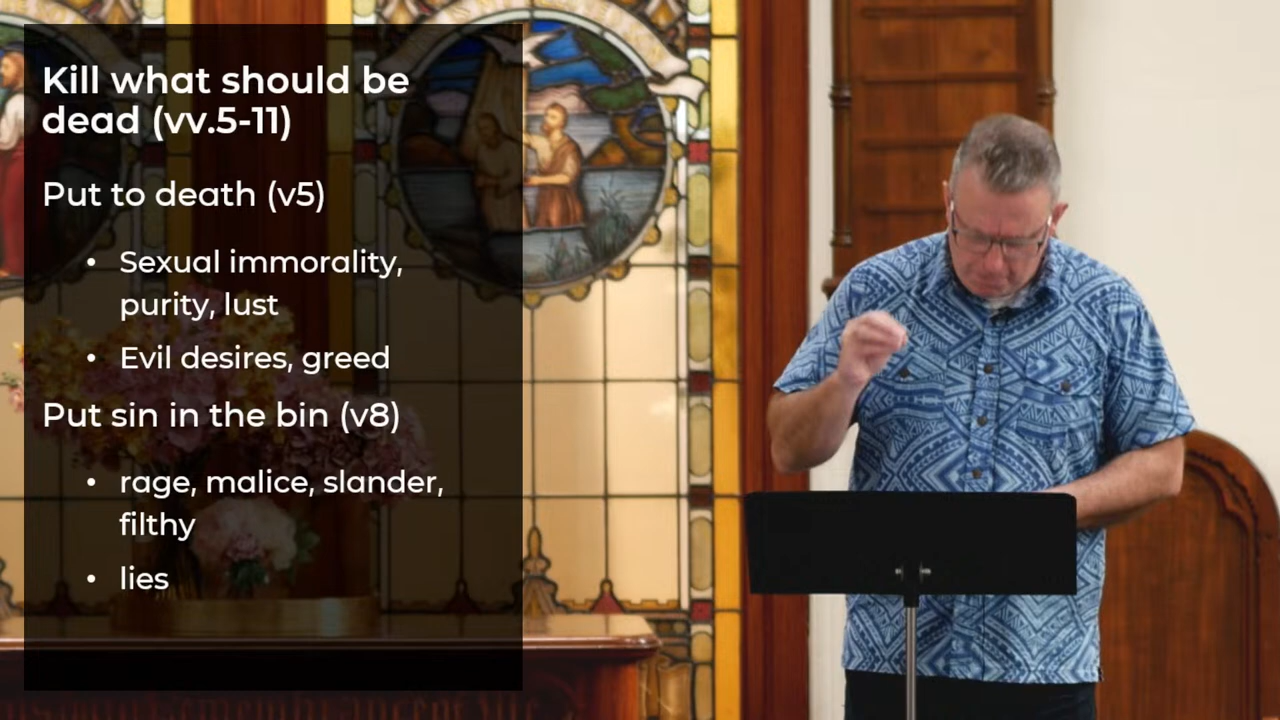 Kill what should be
dead (vv.5-11)
Put to death (v5)
• Sexual immorality,
purity, lust
• Evil desires, greed
Put sin in the bin (v8)
• rage, malice, slander,
filthy
• lies